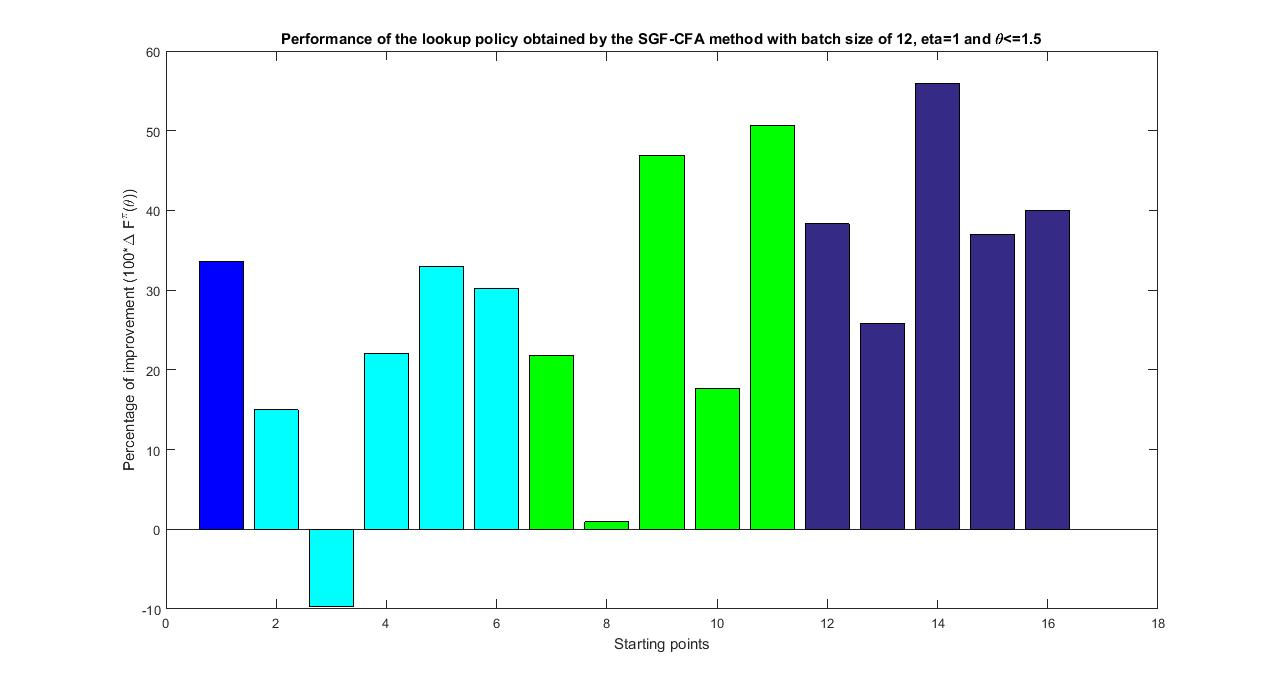 Performance of the lookup policy obtained by the SGF-CFA method with batch size of 12, eta=1 and θ<=1.5
Percentage of improvement (100* Δ F^π(θ))
60
50
40
30
20
10
0
-10
0 2 4 6 8 10 12 14 16 18
Starting points